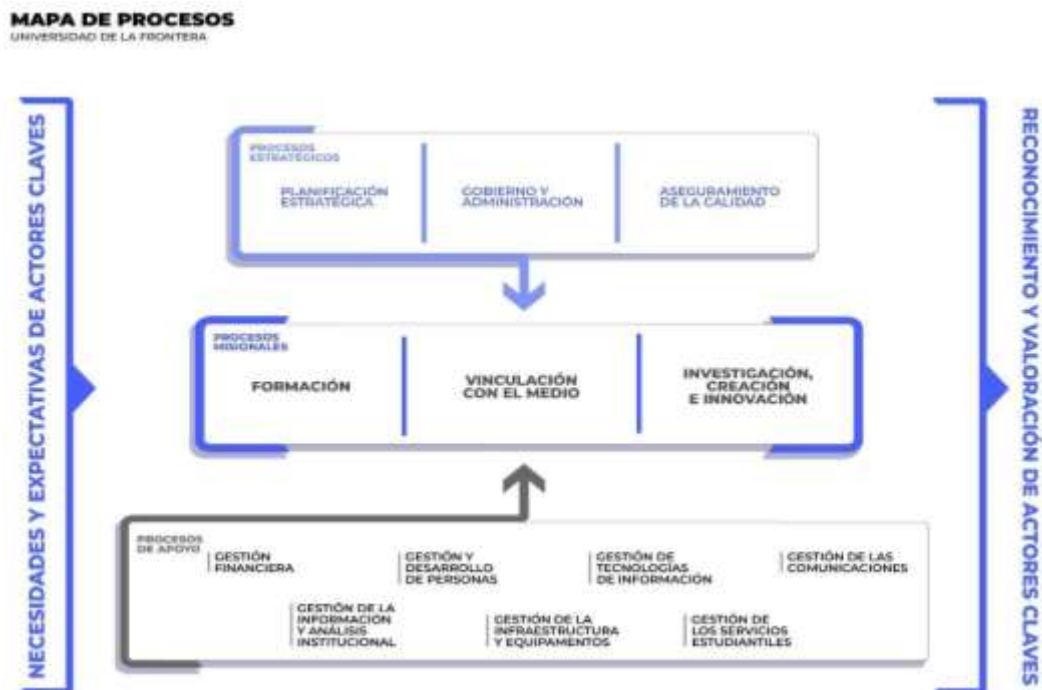 MAPA DE PROCESOS
UNIVERSIDAD DE LA FRONTERA
NECESIDADES Y EXPECTATIVAS DE ACTORES CLAVES
PROCESOS
ESTRATÉGICOS
PLANIFICACIÓN
ESTRATÉGICA
GOBIERNO Y
ADMINISTRACIÓN
ASEGURAMIENTO
DE LA CALIDAD
PROCESOS
MISIONALES
FORMACIÓN
VINCULACIÓN
CON EL MEDIO
INVESTIGACIÓN,
CREACIÓN
E INNOVACIÓN
PROCESOS
DE APOYO
GESTIÓN
FINANCIERA
GESTIÓN Y
DESARROLLO
DE PERSONAS
GESTIÓN DE
TECNOLOGÍAS
DE INFORMACIÓN
GESTIÓN DE LAS
COMUNICACIONES
GESTIÓN DE LA
INFORMACIÓN
Y ANÁLISIS
INSTITUCIONAL
GESTIÓN DE LA
INFRAESTRUCTURA
Y EQUIPAMENTOS
GESTIÓN DE
LOS SERVICIOS
ESTUDIANTILES
RECONOCIMIENTO Y VALORACIÓN DE ACTORES CLAVES